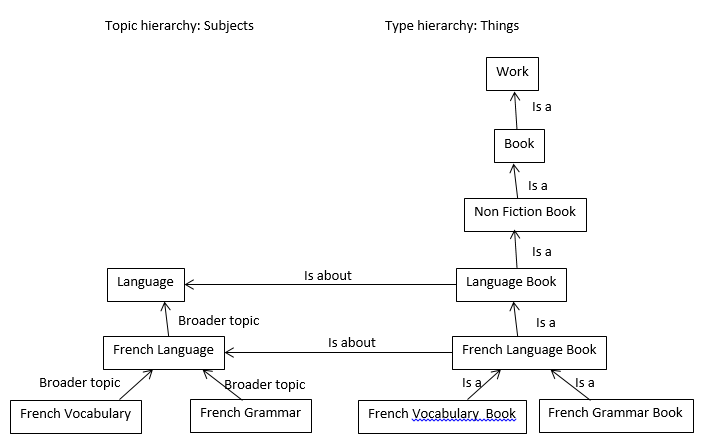 Topic hierarchy: Subjects
Type hierarchy: Things
Work
Is a
Book
Is a
Non Fiction Book
Is a
Language
Is about
Language Book
Broader topic
Is a
French Language
Is about
French Language Book
Broader topic
Broader topic
Is a
Is a
French Vocabulary
French Grammar
French Vocabulary Book
French Grammar Book